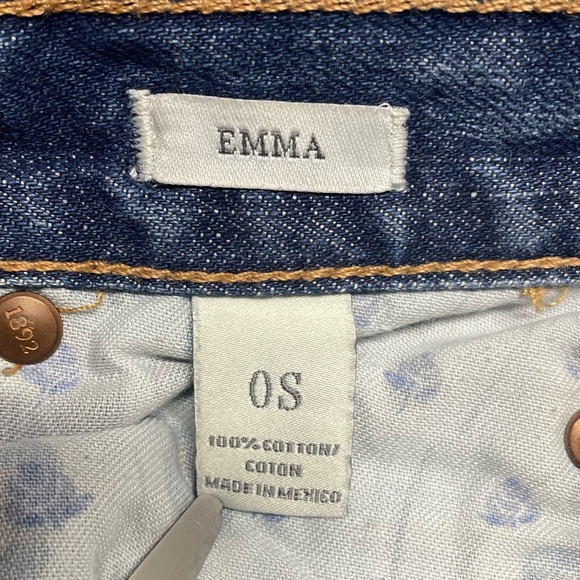 EMMA
1892
0S
100% COTTON/
COTON
MADE IN MEXICO